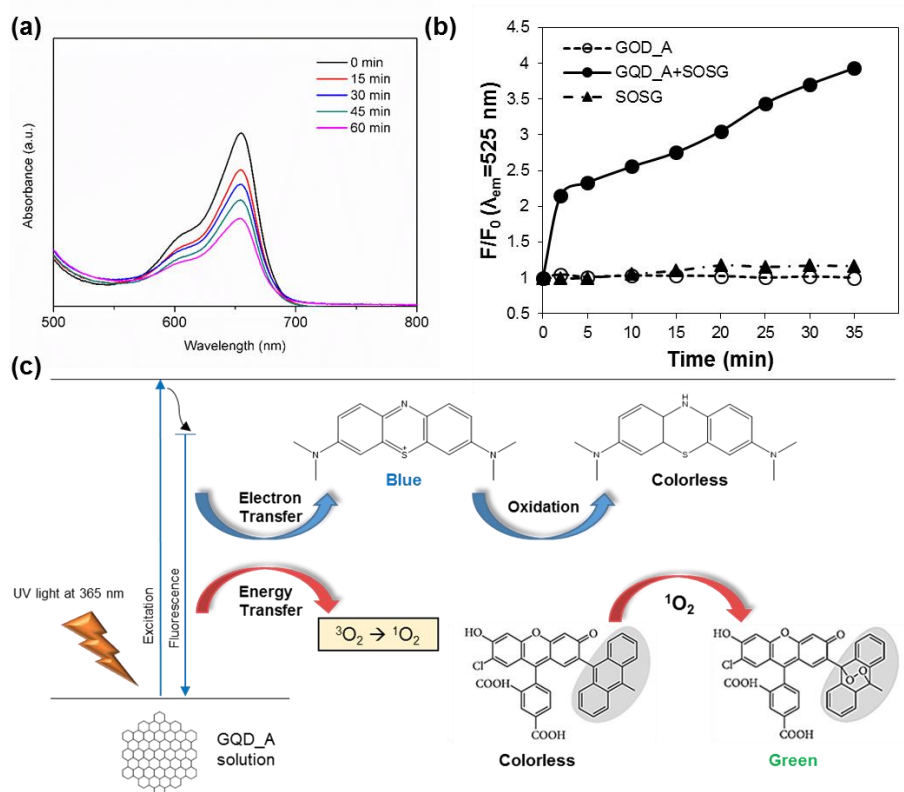 (a)
Absorbance (a.u.)
0 min
15 min
30 min
45 min
60 min
500
600
700
800
Wavelength (nm)
(b)
F/F0 (λem=525 nm)
4.5
4
3.5
3
2.5
2
1.5
1
0.5
GOD_A
GQD_A+SOSG
SOSG
0
5
10
15
20
25
30
35
Time (min)
(c)
N
N
S+
N
Blue
H
N
N
S
N
Colorless
Electron
Transfer
Oxidation
UV light at 365 nm
Excitation
Fluorescence
Energy
Transfer
³O₂ → ¹O₂
¹O₂
HO
O
O
Cl
COOH
COOH
Colorless
HO
O
O
Cl
O
O
COOH
COOH
Green
GQD_A
solution